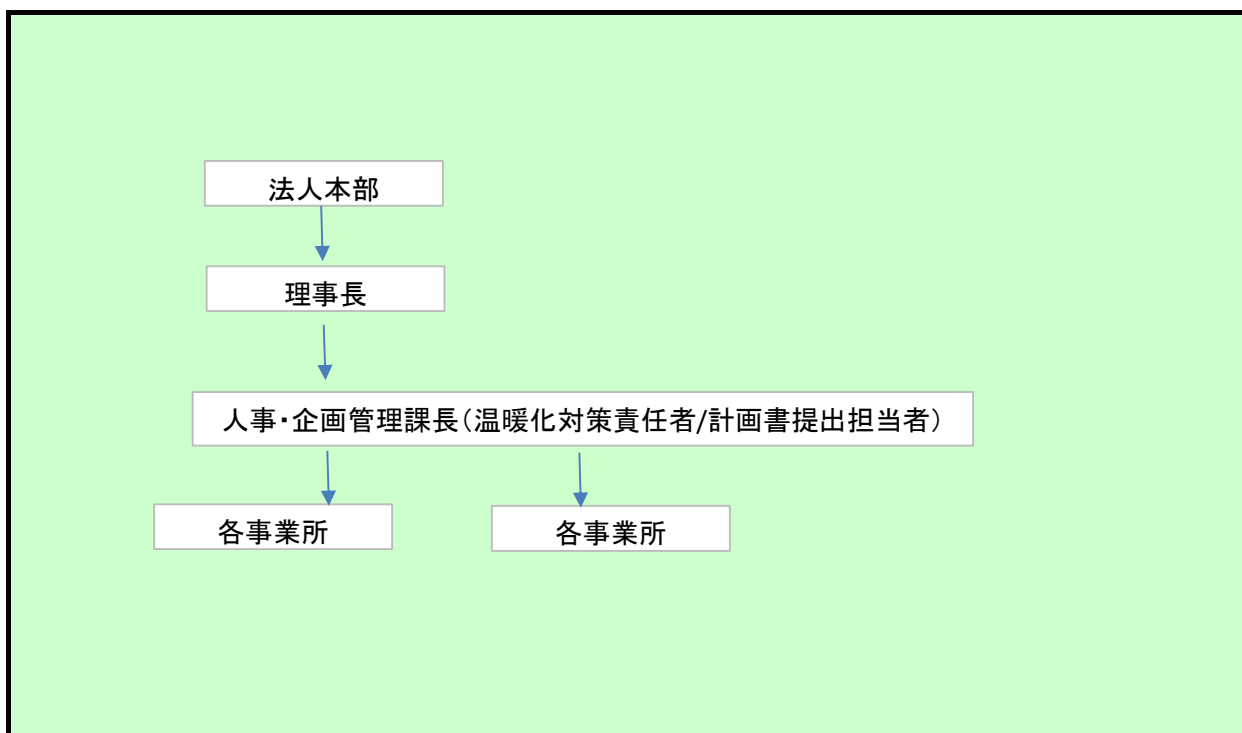 法人本部
理事長
人事・企画管理課長（温暖化対策責任者/計画書提出担当者）
各事業所
各事業所